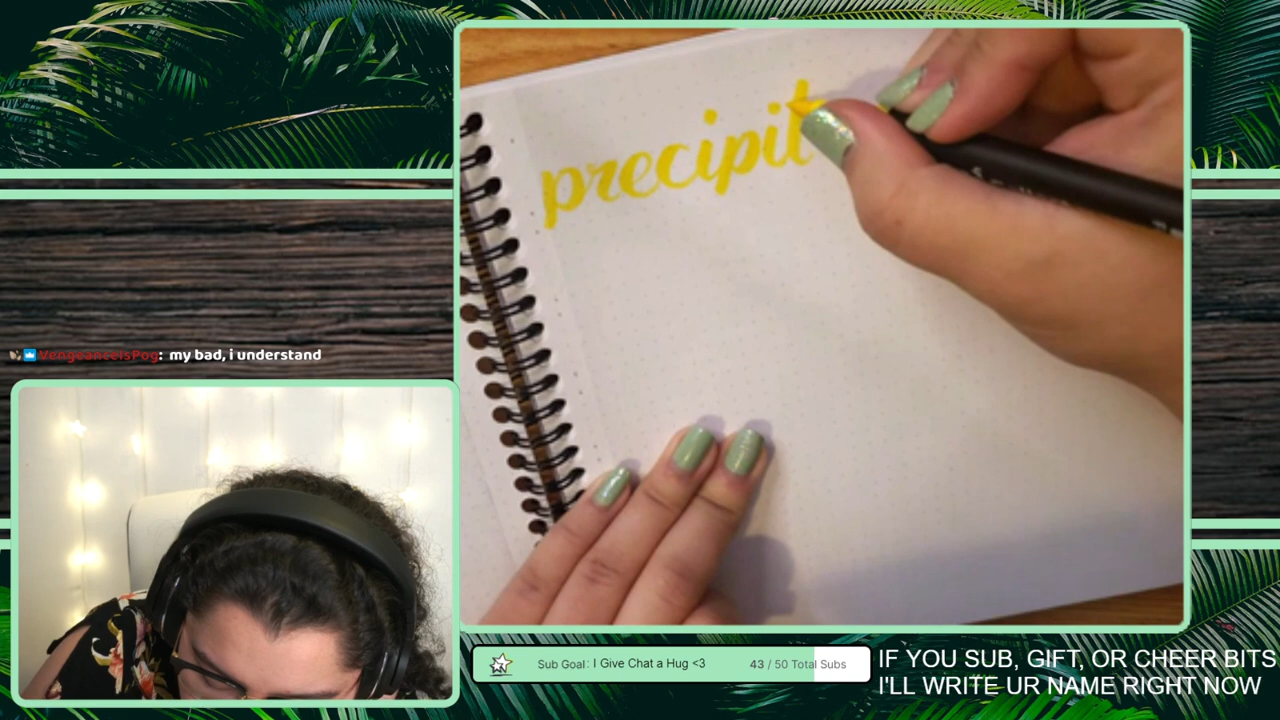 precipit
VengeanceIsPog: my bad, i understand
Sub Goal: I Give Chat a Hug <3 43 / 50 Total Subs
IF YOU SUB, GIFT, OR CHEER BITS
I'LL WRITE UR NAME RIGHT NOW